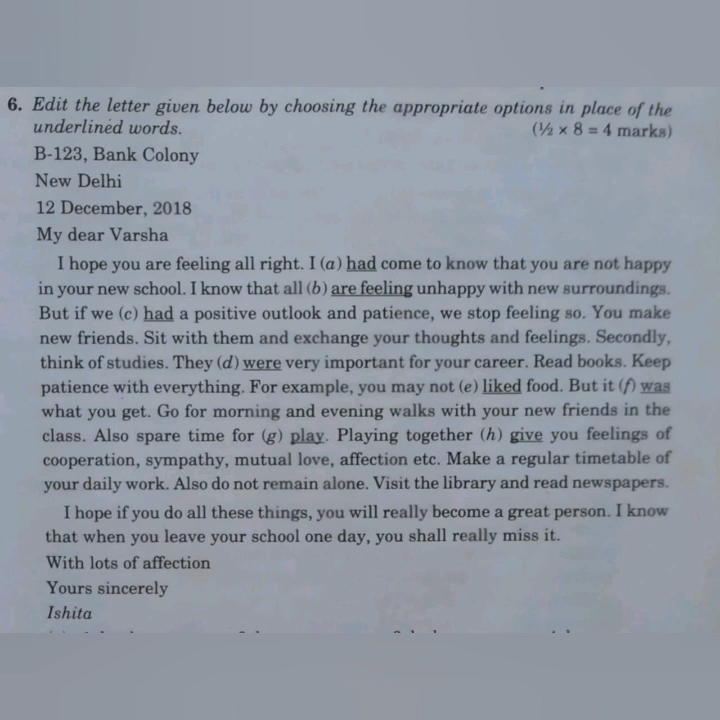 6. Edit the letter given below by choosing the appropriate options in place of the
underlined words. (½ × 8 = 4 marks)
B-123, Bank Colony
New Delhi
12 December, 2018
My dear Varsha
I hope you are feeling all right. I (a) had come to know that you are not happy
in your new school. I know that all (b) are feeling unhappy with new surroundings.
But if we (c) had a positive outlook and patience, we stop feeling so. You make
new friends. Sit with them and exchange your thoughts and feelings. Secondly,
think of studies. They (d) were very important for your career. Read books. Keep
patience with everything. For example, you may not (e) liked food. But it (f) was
what you get. Go for morning and evening walks with your new friends in the
class. Also spare time for (g) play. Playing together (h) give you feelings of
cooperation, sympathy, mutual love, affection etc. Make a regular timetable of
your daily work. Also do not remain alone. Visit the library and read newspapers.
I hope if you do all these things, you will really become a great person. I know
that when you leave your school one day, you shall really miss it.
With lots of affection
Yours sincerely
Ishita